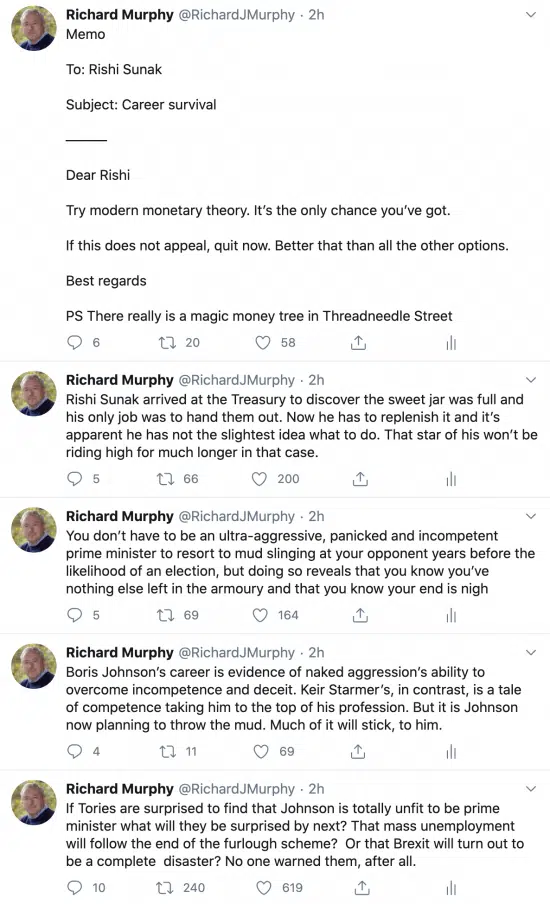 Richard Murphy @RichardJMurphy · 2h
Memo
To: Rishi Sunak
Subject: Career survival
Dear Rishi
Try modern monetary theory. It's the only chance you've got.
If this does not appeal, quit now. Better that than all the other options.
Best regards
PS There really is a magic money tree in Threadneedle Street
6 20 58
Richard Murphy @RichardJMurphy · 2h
Rishi Sunak arrived at the Treasury to discover the sweet jar was full and
his only job was to hand them out. Now he has to replenish it and it's
apparent he has not the slightest idea what to do. That star of his won't be
riding high for much longer in that case.
5 66 200
Richard Murphy @RichardJMurphy · 2h
You don't have to be an ultra-aggressive, panicked and incompetent
prime minister to resort to mud slinging at your opponent years before the
likelihood of an election, but doing so reveals that you know you've
nothing else left in the armoury and that you know your end is nigh
5 69 164
Richard Murphy @RichardJMurphy · 2h
Boris Johnson's career is evidence of naked aggression's ability to
overcome incompetence and deceit. Keir Starmer's, in contrast, is a tale
of competence taking him to the top of his profession. But it is Johnson
now planning to throw the mud. Much of it will stick, to him.
4 11 69
Richard Murphy @RichardJMurphy · 2h
If Tories are surprised to find that Johnson is totally unfit to be prime
minister what will they be surprised by next? That mass unemployment
will follow the end of the furlough scheme?  Or that Brexit will turn out to
be a complete  disaster? No one warned them, after all.
10 240 619